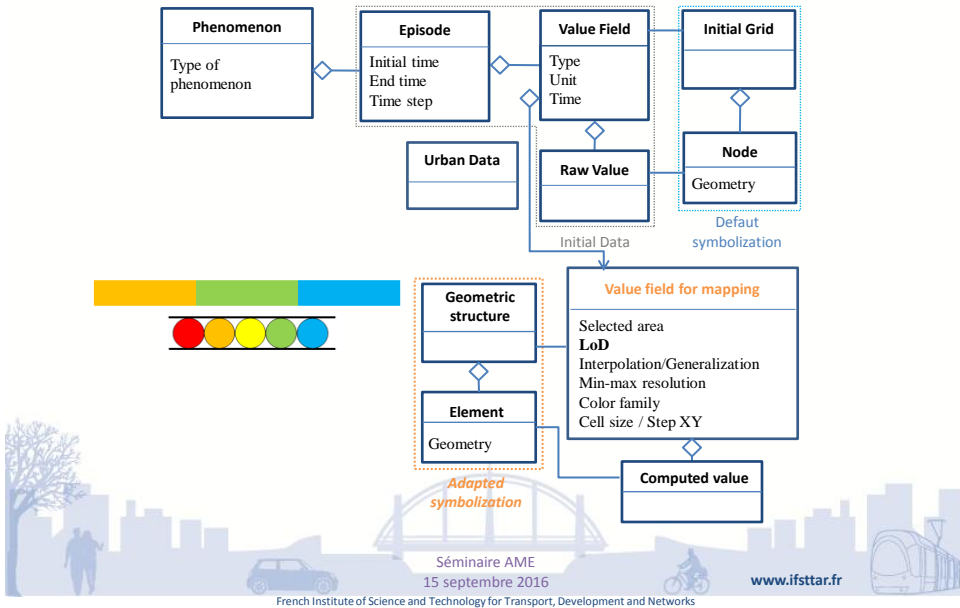 Phenomenon
Type of
phenomenon
Episode
Initial time
End time
Time step
Value Field
Type
Unit
Time
Initial Grid
Urban Data
Raw Value
Node
Geometry
Initial Data
Defaut
symbolization
Geometric
structure
Element
Geometry
Adapted
symbolization
Value field for mapping
Selected area
LoD
Interpolation/Generalization
Min-max resolution
Color family
Cell size / Step XY
Computed value
Séminaire AME
15 septembre 2016
www.ifsttar.fr
French Institute of Science and Technology for Transport, Development and Networks